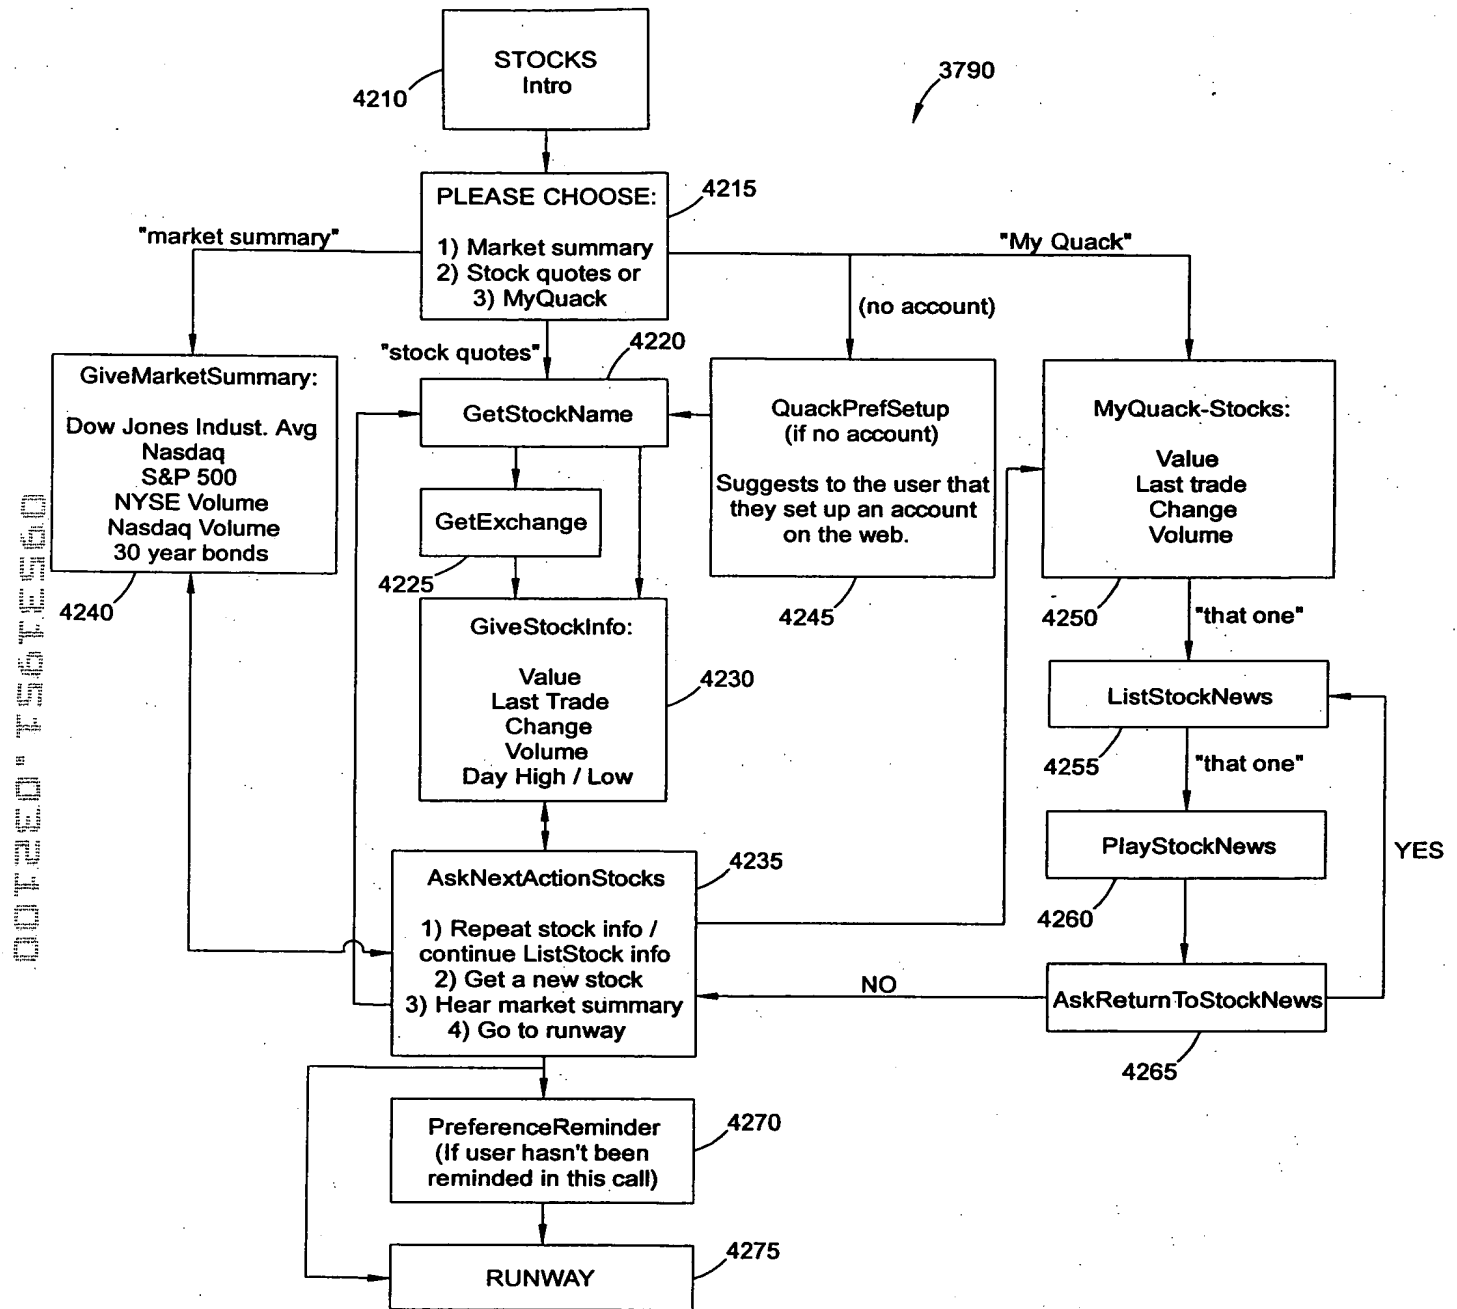 STOCKS
Intro
4210
3790
PLEASE CHOOSE:
1) Market summary
2) Stock quotes or
3) MyQuack
4215
"market summary"
"My Quack"
(no account)
"stock quotes"
4220
GiveMarketSummary:
Dow Jones Indust. Avg
Nasdaq
S&P 500
NYSE Volume
Nasdaq Volume
30 year bonds
4240
GetStockName
GetExchange
4225
QuackPrefSetup
(if no account)
Suggests to the user that
they set up an account
on the web.
4245
MyQuack-Stocks:
Value
Last trade
Change
Volume
4250
"that one"
GiveStockInfo:
Value
Last Trade
Change
Volume
Day High / Low
4230
ListStockNews
4255
"that one"
PlayStockNews
4260
YES
AskNextActionStocks
1) Repeat stock info /
continue ListStock info
2) Get a new stock
3) Hear market summary
4) Go to runway
4235
NO
AskReturnToStockNews
4265
PreferenceReminder
(If user hasn't been
reminded in this call)
4270
RUNWAY
4275